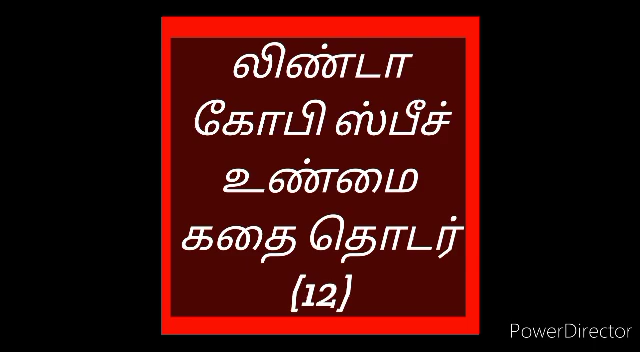 லிண்டா
கோபி ஸ்பீச்
உண்மை
கதை தொடர்
(12)
PowerDirector